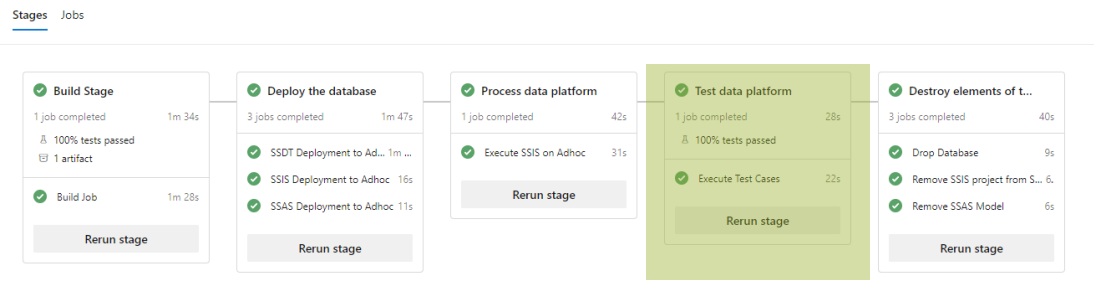 Stages Jobs
Build Stage
1 job completed 1m 34s
100% tests passed
1 artifact
Build Job 1m 28s
Rerun stage
Deploy the database
3 jobs completed 1m 47s
SSDT Deployment to Ad... 1m ...
SSIS Deployment to Adhoc 16s
SSAS Deployment to Adhoc 11s
Rerun stage
Process data platform
1 job completed 42s
Execute SSIS on Adhoc 31s
Rerun stage
Test data platform
1 job completed 28s
100% tests passed
Execute Test Cases 22s
Rerun stage
Destroy elements of t...
3 jobs completed 40s
Drop Database 9s
Remove SSIS project from S... 6.
Remove SSAS Model 6s
Rerun stage